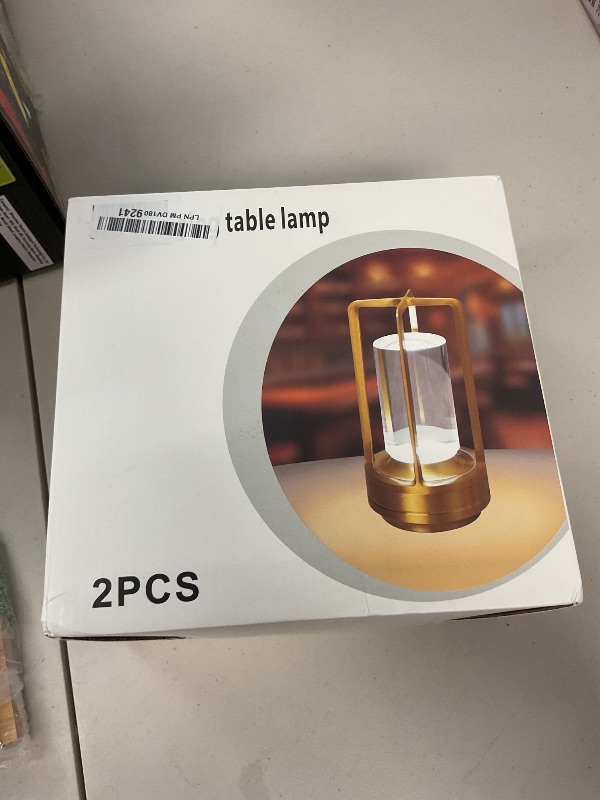 LPN PM DV180 9241
table lamp
2PCS